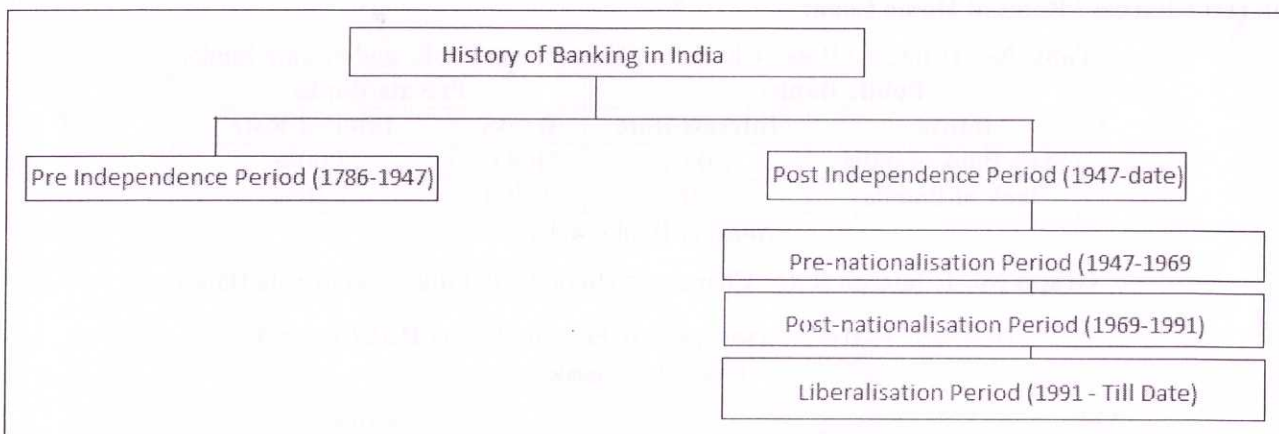 History of Banking in India
Pre Independence Period (1786-1947)
Post Independence Period (1947-date)
Pre-nationalisation Period (1947-1969
Post-nationalisation Period (1969-1991)
Liberalisation Period (1991 - Till Date)